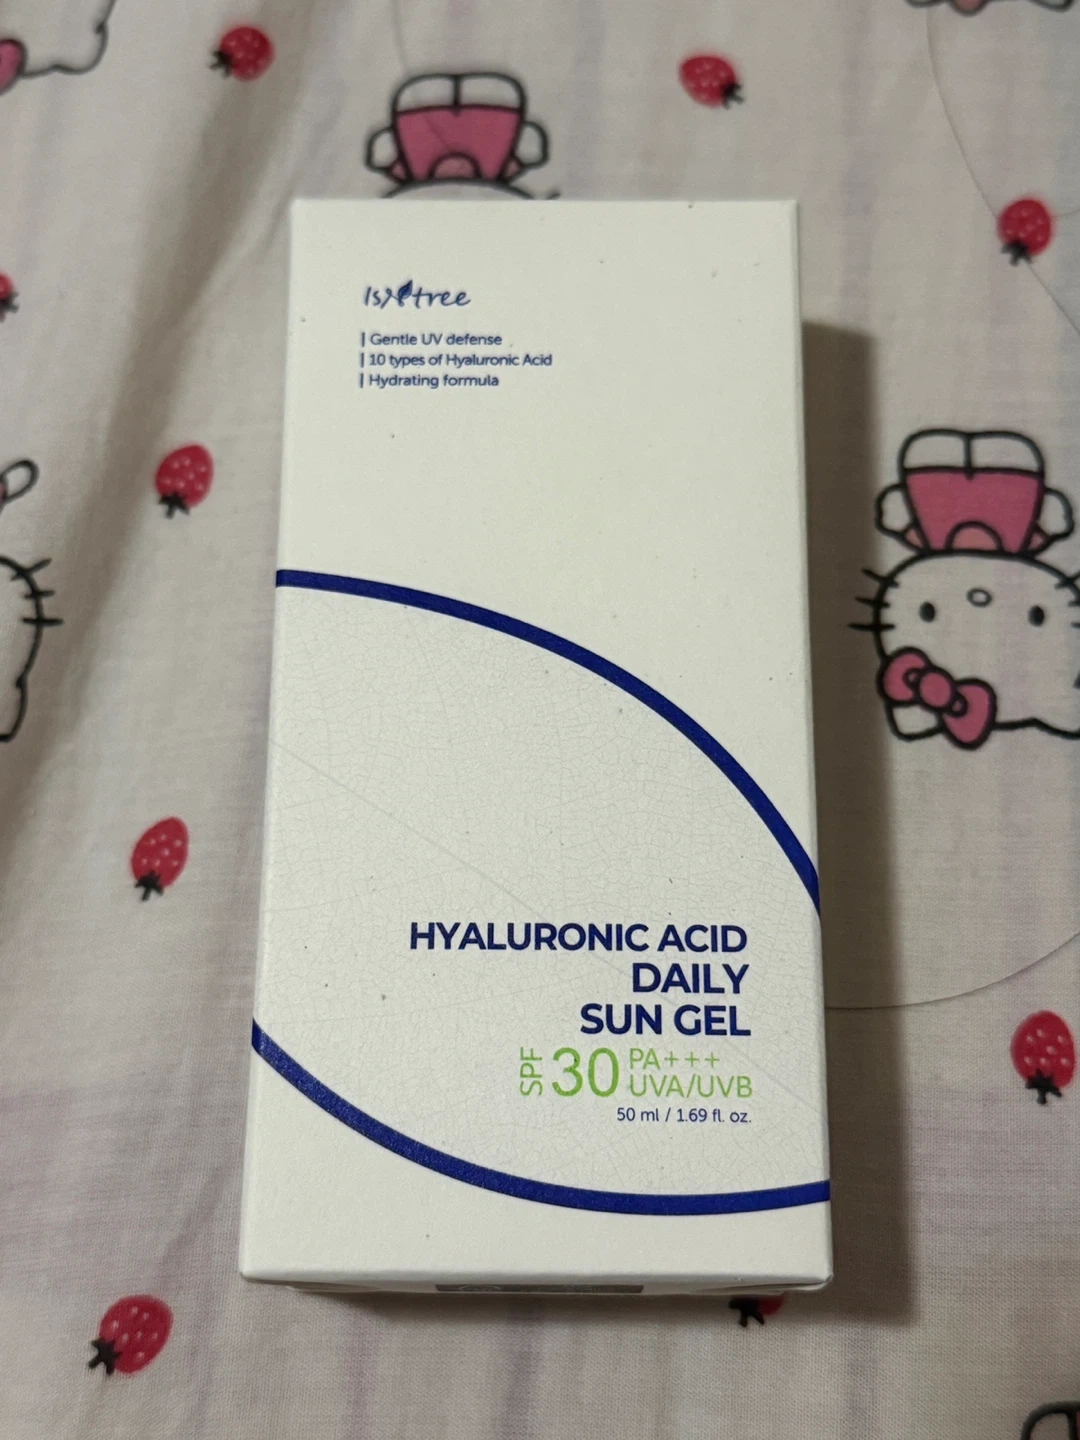 Isntree
Gentle UV defense
10 types of Hyaluronic Acid
Hydrating formula
HYALURONIC ACID
DAILY
SUN GEL
SPF 30 PA+++
UVA/UVB
50 ml / 1.69 fl. oz.